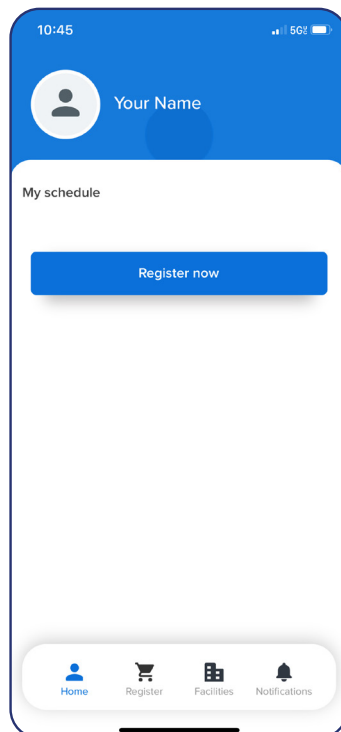 10:45 5G
Your Name
My schedule
Register now
Home Register Facilities Notifications